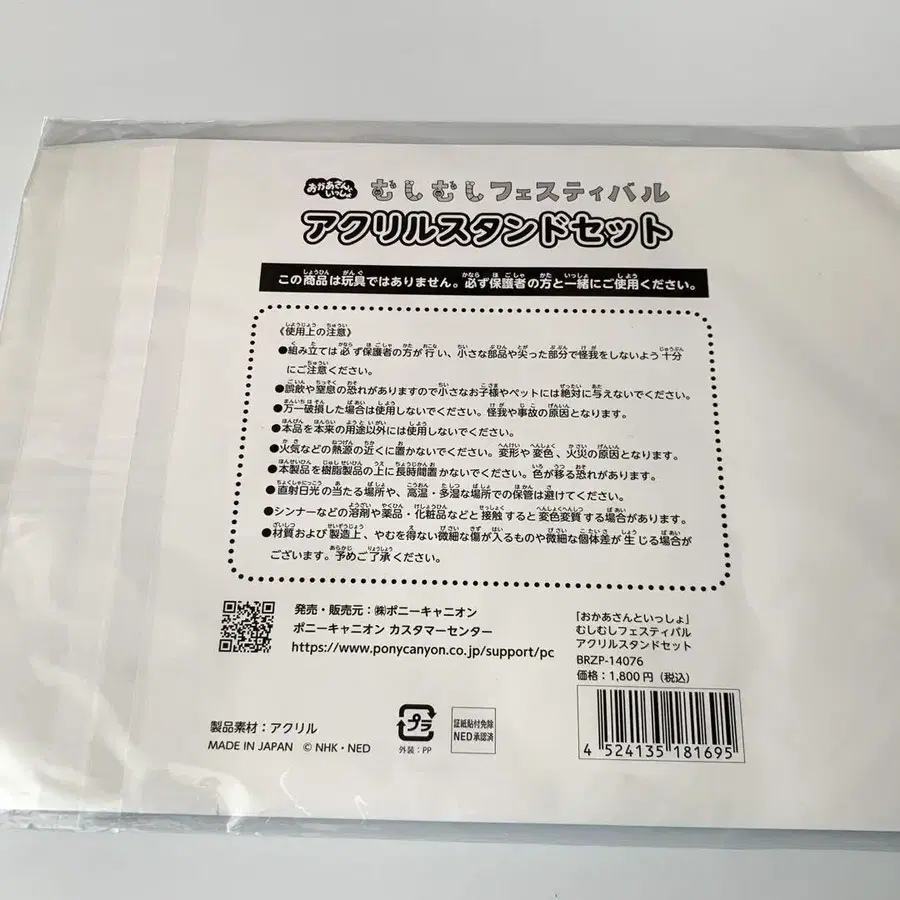 おかあさんといっしょ むしむしフェスティバル
アクリルスタンドセット
この商品は玩具ではありません。必ず保護者の方と一緒にご使用ください。
《使用上の注意》
●組み立ては必ず保護者の方が行い、小さな部品や尖った部分で怪我をしないよう十分
にご注意ください。
●誤飲や窒息の恐れがありますので小さなお子様やペットには絶対に与えないでください。
●万一破損した場合は使用しないでください。怪我や事故の原因となります。
●本品を本来の用途以外には使用しないでください。
●火気などの熱源の近くに置かないでください。変形や変色、火災の原因となります。
●本製品を樹脂製品の上に長時間置かないでください。色が移る恐れがあります。
●直射日光の当たる場所や、高温・多湿な場所での保管は避けてください。
●シンナーなどの溶剤や薬品・化粧品などと接触すると変色変質する場合があります。
●材質および製造上、やむを得ない微細な傷が入るものや微細な個体差が生じる場合が
ございます。予めご了承ください。
発売・販売元：㈱ポニーキャニオン
ポニーキャニオン カスタマーセンター
https://www.ponycanyon.co.jp/support/pc
「おかあさんといっしょ」
むしむしフェスティバル
アクリルスタンドセット
BRZP-14076
価格：1,800円（税込）
4 524135 181695
製品素材：アクリル
MADE IN JAPAN © NHK・NED
プラ
外装：PP
証紙貼付免除
NED承認済